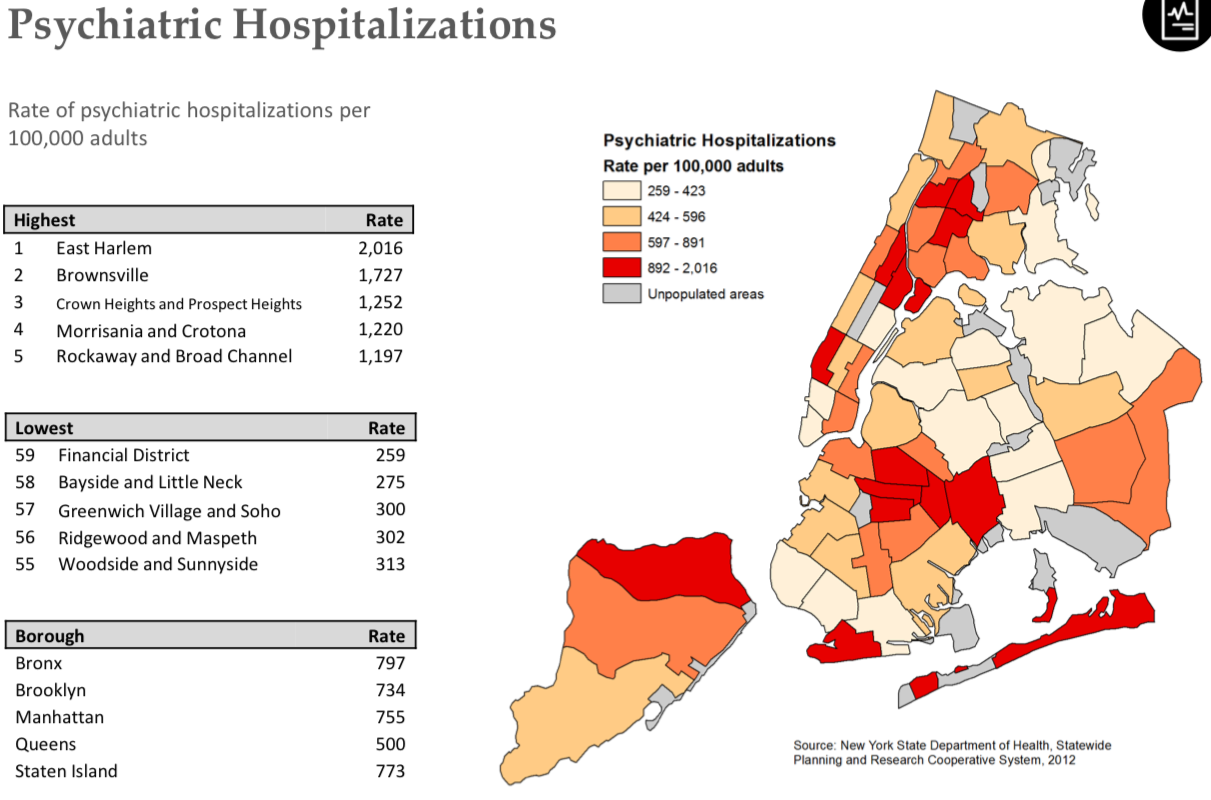 Psychiatric Hospitalizations
Rate of psychiatric hospitalizations per
100,000 adults
Highest Rate
1 East Harlem 2,016
2 Brownsville 1,727
3 Crown Heights and Prospect Heights 1,252
4 Morrisania and Crotona 1,220
5 Rockaway and Broad Channel 1,197
Lowest Rate
59 Financial District 259
58 Bayside and Little Neck 275
57 Greenwich Village and Soho 300
56 Ridgewood and Maspeth 302
55 Woodside and Sunnyside 313
Borough Rate
Bronx 797
Brooklyn 734
Manhattan 755
Queens 500
Staten Island 773
Psychiatric Hospitalizations
Rate per 100,000 adults
259 - 423
424 - 596
597 - 891
892 - 2,016
Unpopulated areas
Source: New York State Department of Health, Statewide
Planning and Research Cooperative System, 2012